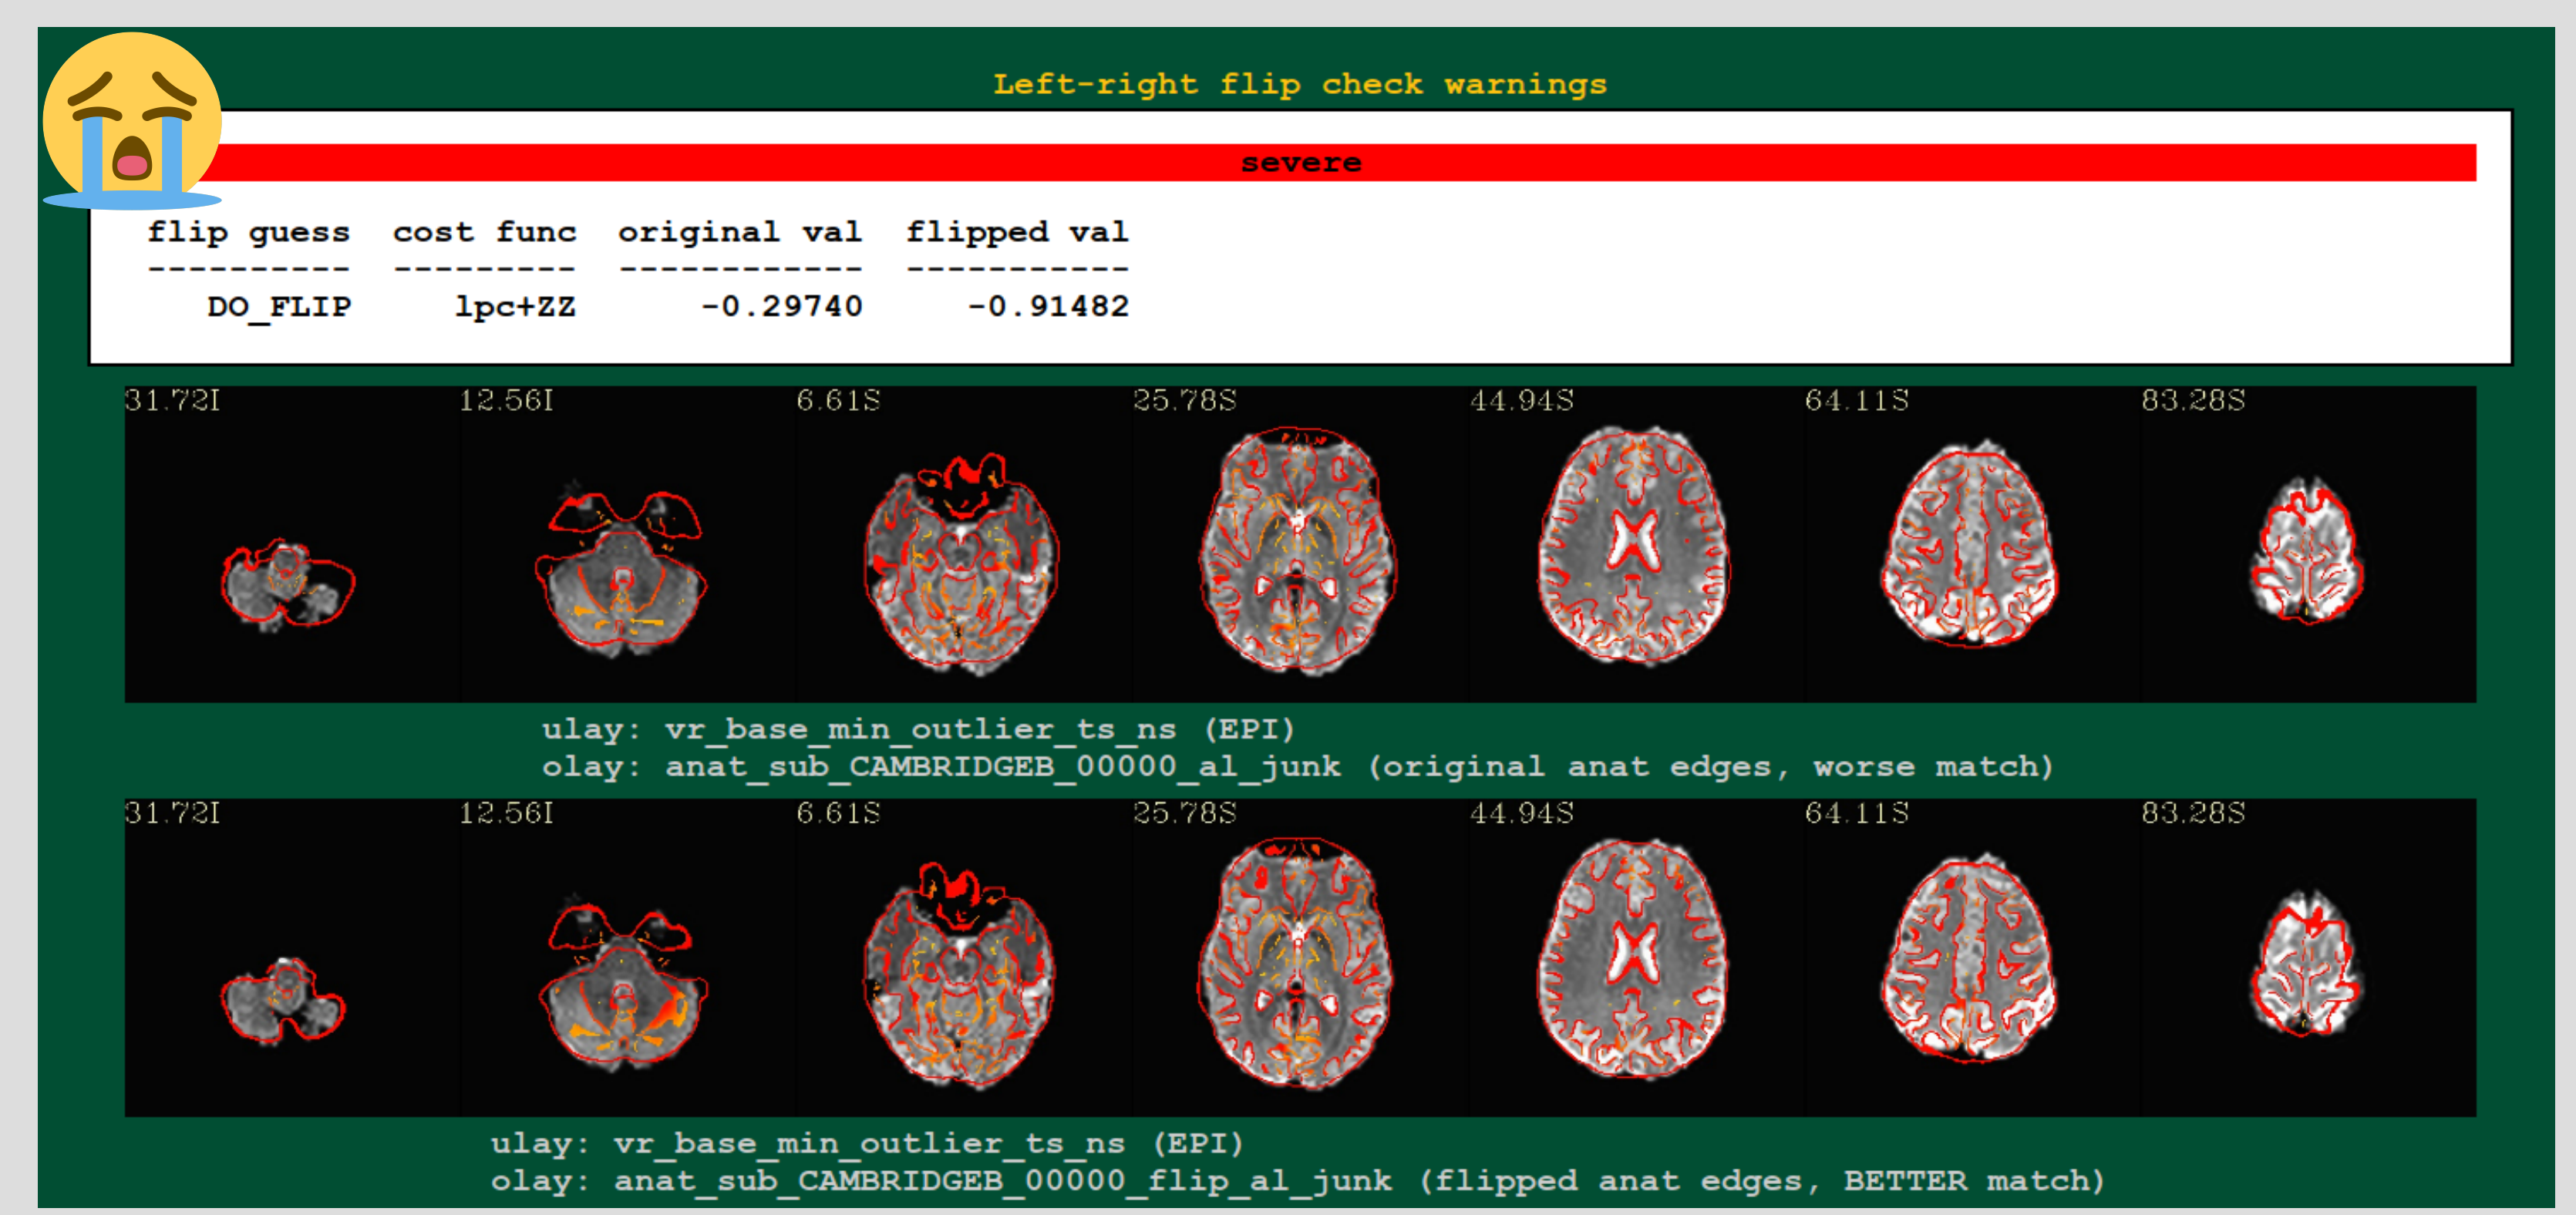 Left-right flip check warnings
severe
flip guess  cost func  original val  flipped val
----------  ---------  ------------  -----------
DO_FLIP  lpc+ZZ  -0.29740  -0.91482
31.72I  12.56I  6.61S  25.78S  44.94S  64.11S  83.28S
ulay: vr_base_min_outlier_ts_ns (EPI)
olay: anat_sub_CAMBRIDGEB_00000_al_junk (original anat edges, worse match)
31.72I  12.56I  6.61S  25.78S  44.94S  64.11S  83.28S
ulay: vr_base_min_outlier_ts_ns (EPI)
olay: anat_sub_CAMBRIDGEB_00000_flip_al_junk (flipped anat edges, BETTER match)